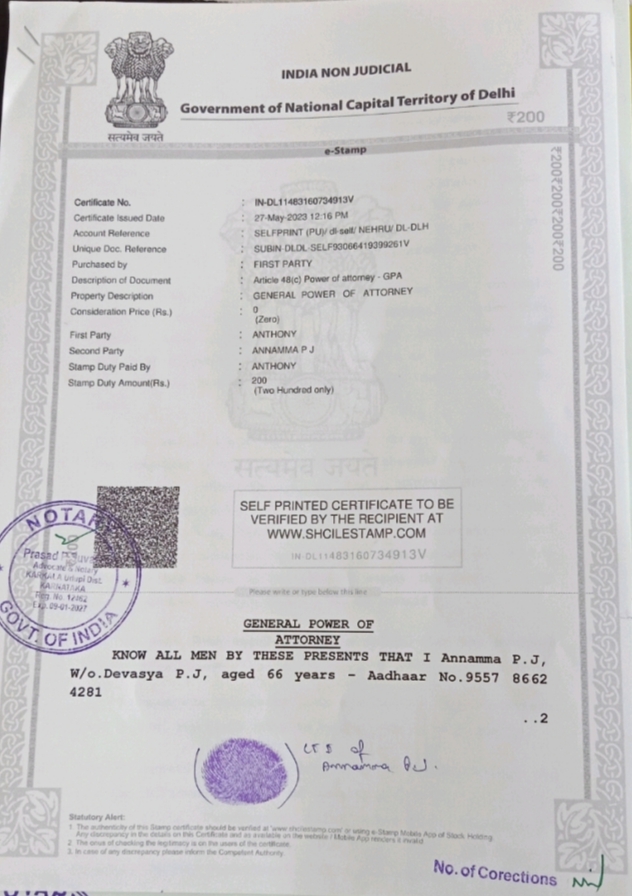 सत्यमेव जयते
INDIA NON JUDICIAL
Government of National Capital Territory of Delhi
₹200
e-Stamp
₹200₹200₹200₹200
Certificate No. : IN-DL11483160734913V
Certificate Issued Date : 27-May-2023 12:16 PM
Account Reference : SELFPRINT (PU)/ dl-self/ NEHRU/ DL-DLH
Unique Doc. Reference : SUBIN-DLDL-SELF93066419399261V
Purchased by : FIRST PARTY
Description of Document : Article 48(c) Power of attorney - GPA
Property Description : GENERAL POWER OF ATTORNEY
Consideration Price (Rs.) : 0
(Zero)
First Party : ANTHONY
Second Party : ANNAMMA P J
Stamp Duty Paid By : ANTHONY
Stamp Duty Amount(Rs.) : 200
(Two Hundred only)
सत्यमेव जयते
SELF PRINTED CERTIFICATE TO BE
VERIFIED BY THE RECIPIENT AT
WWW.SHCILESTAMP.COM
IN-DL11483160734913V
NOTARY
Prasad
Advocate & Notary
KARKALA Udupi Dist.
KARNATAKA
Reg. No.
Exp. 09-01-2027
GOVT. OF INDIA
Please write or type below this line
GENERAL POWER OF
ATTORNEY
KNOW ALL MEN BY THESE PRESENTS THAT I Annamma P.J,
W/o.Devasya P.J, aged 66 years - Aadhaar No.9557 8662
4281
..2
of
Annamma P.J.
Statutory Alert:
1. The authenticity of this Stamp certificate should be verified at 'www.shcilestamp.com' or using e-Stamp Mobile App of Stock Holding.
Any discrepancy in the details on this Certificate and as available on the website / Mobile App renders it invalid.
2. The onus of checking the legitimacy is on the users of the certificate.
3. In case of any discrepancy please inform the Competent Authority.
No. of Corections nil